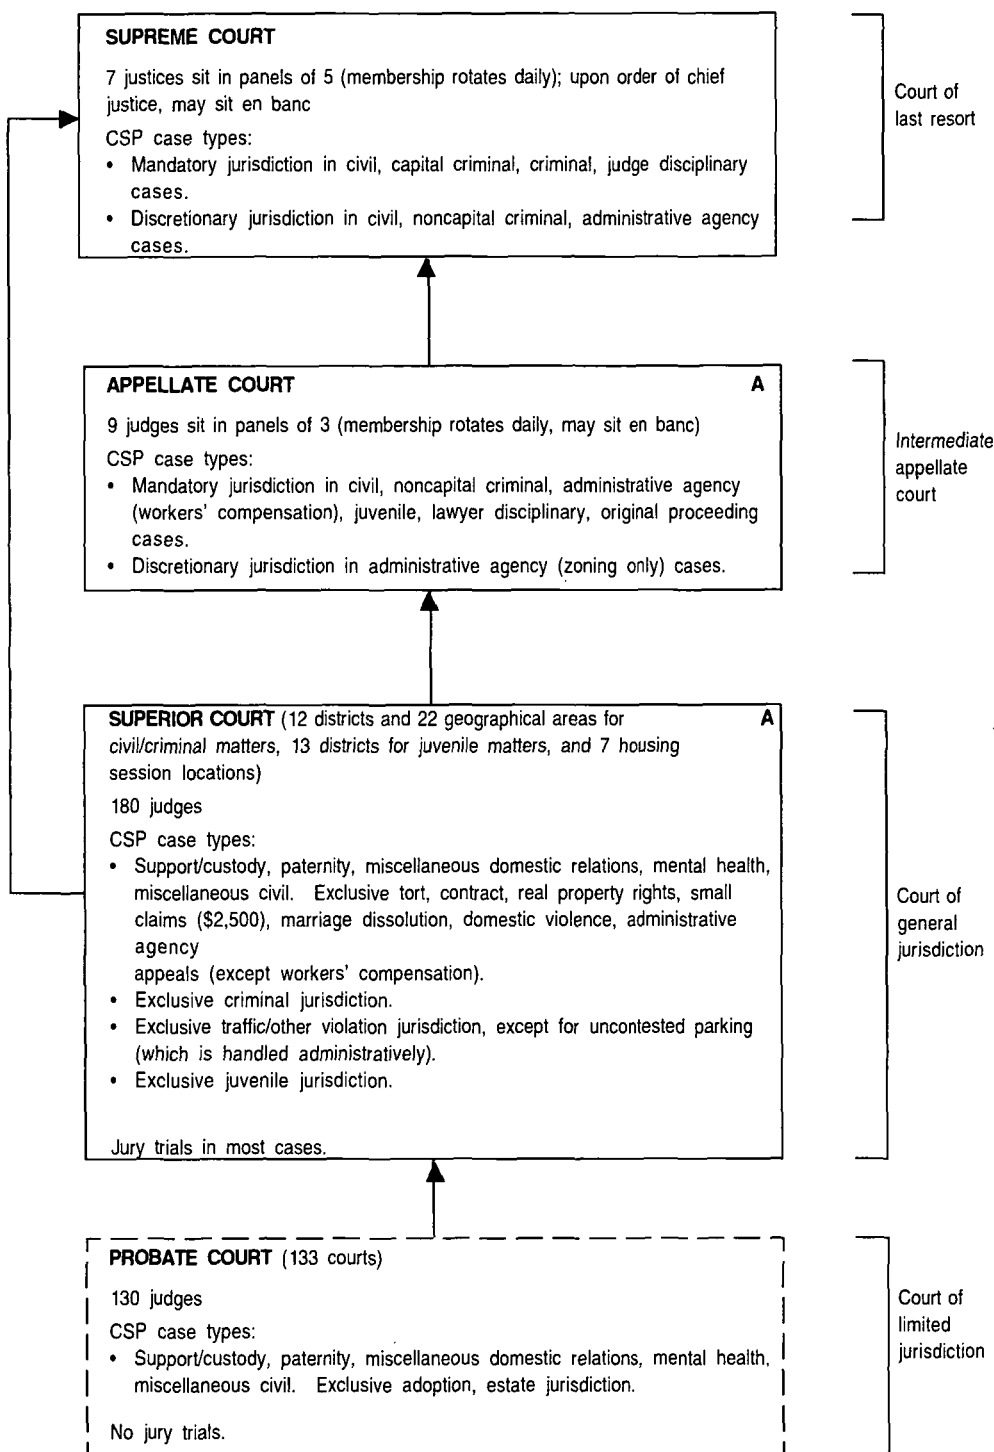 SUPREME COURT
7 justices sit in panels of 5 (membership rotates daily); upon order of chief
justice, may sit en banc
CSP case types:
• Mandatory jurisdiction in civil, capital criminal, criminal, judge disciplinary
cases.
• Discretionary jurisdiction in civil, noncapital criminal, administrative agency
cases.
Court of
last resort
APPELLATE COURT A
9 judges sit in panels of 3 (membership rotates daily, may sit en banc)
CSP case types:
• Mandatory jurisdiction in civil, noncapital criminal, administrative agency
(workers' compensation), juvenile, lawyer disciplinary, original proceeding
cases.
• Discretionary jurisdiction in administrative agency (zoning only) cases.
Intermediate
appellate
court
SUPERIOR COURT (12 districts and 22 geographical areas for A
civil/criminal matters, 13 districts for juvenile matters, and 7 housing
session locations)
180 judges
CSP case types:
• Support/custody, paternity, miscellaneous domestic relations, mental health,
miscellaneous civil. Exclusive tort, contract, real property rights, small
claims ($2,500), marriage dissolution, domestic violence, administrative
agency
appeals (except workers' compensation).
• Exclusive criminal jurisdiction.
• Exclusive traffic/other violation jurisdiction, except for uncontested parking
(which is handled administratively).
• Exclusive juvenile jurisdiction.
Jury trials in most cases.
Court of
general
jurisdiction
PROBATE COURT (133 courts)
130 judges
CSP case types:
• Support/custody, paternity, miscellaneous domestic relations, mental health,
miscellaneous civil. Exclusive adoption, estate jurisdiction.
No jury trials.
Court of
limited
jurisdiction